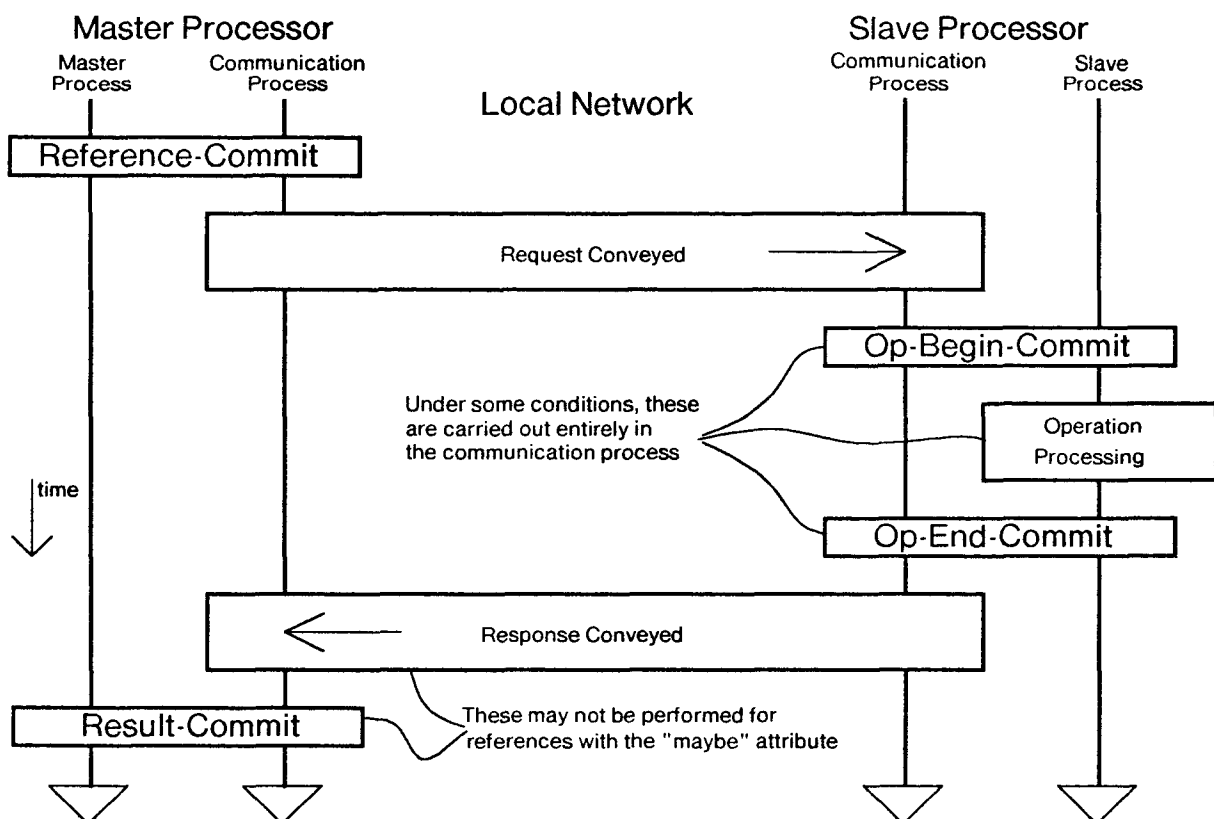 Master Processor
Slave Processor
Master
Process
Communication
Process
Communication
Process
Slave
Process
Local Network
Reference-Commit
Request Conveyed
Op-Begin-Commit
Under some conditions, these
are carried out entirely in
the communication process
Operation
Processing
time
Op-End-Commit
Response Conveyed
Result-Commit
These may not be performed for
references with the "maybe" attribute